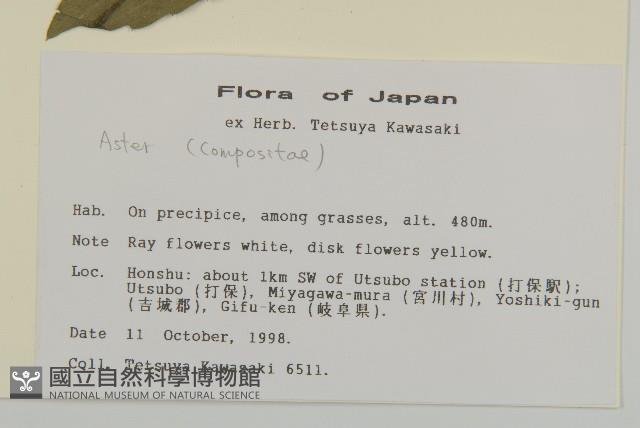 Flora of Japan
ex Herb. Tetsuya Kawasaki
Aster (Compositae)
Hab. On precipice, among grasses, alt. 480m.
Note Ray flowers white, disk flowers yellow.
Loc. Honshu: about 1km SW of Utsubo station (打保駅);
Utsubo (打保), Miyagawa-mura (宮川村), Yoshiki-gun
(吉城郡), Gifu-ken (岐阜県).
Date 11 October, 1998.
Coll. Tetsuya Kawasaki 6511.
國立自然科學博物館
NATIONAL MUSEUM OF NATURAL SCIENCE